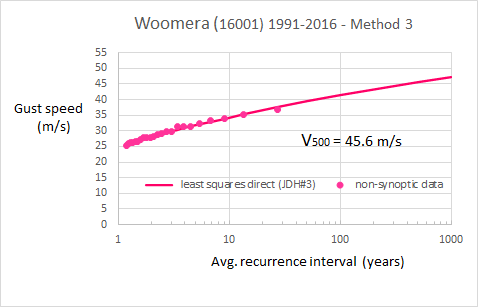 Woomera (16001) 1991-2016 - Method 3
55
50
45
40
35
30
25
20
15
10
5
0
Gust speed
(m/s)
V500 = 45.6 m/s
least squares direct (JDH#3)
non-synoptic data
1
10
100
1000
Avg. recurrence interval (years)